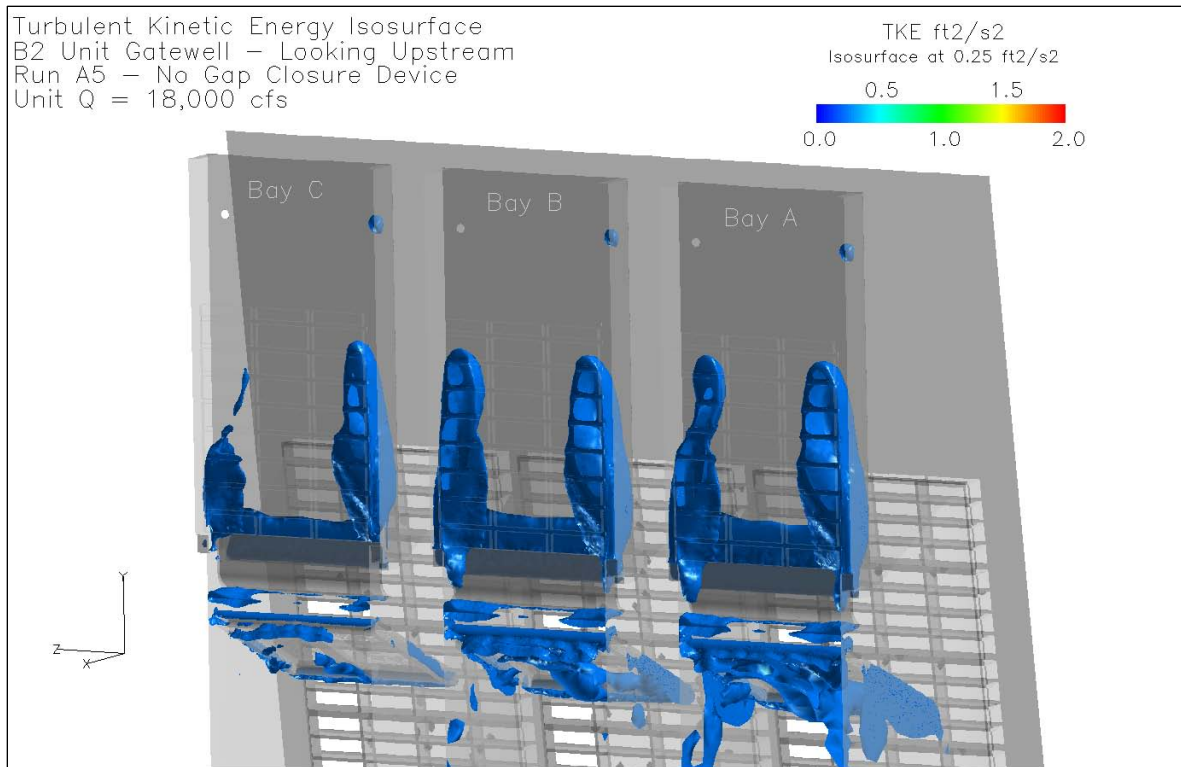 Turbulent Kinetic Energy Isosurface
B2 Unit Gatewell – Looking Upstream
Run A5 – No Gap Closure Device
Unit Q = 18,000 cfs
TKE ft2/s2
Isosurface at 0.25 ft2/s2
0.5 1.5
0.0 1.0 2.0
Bay C
Bay B
Bay A
Y
Z
X